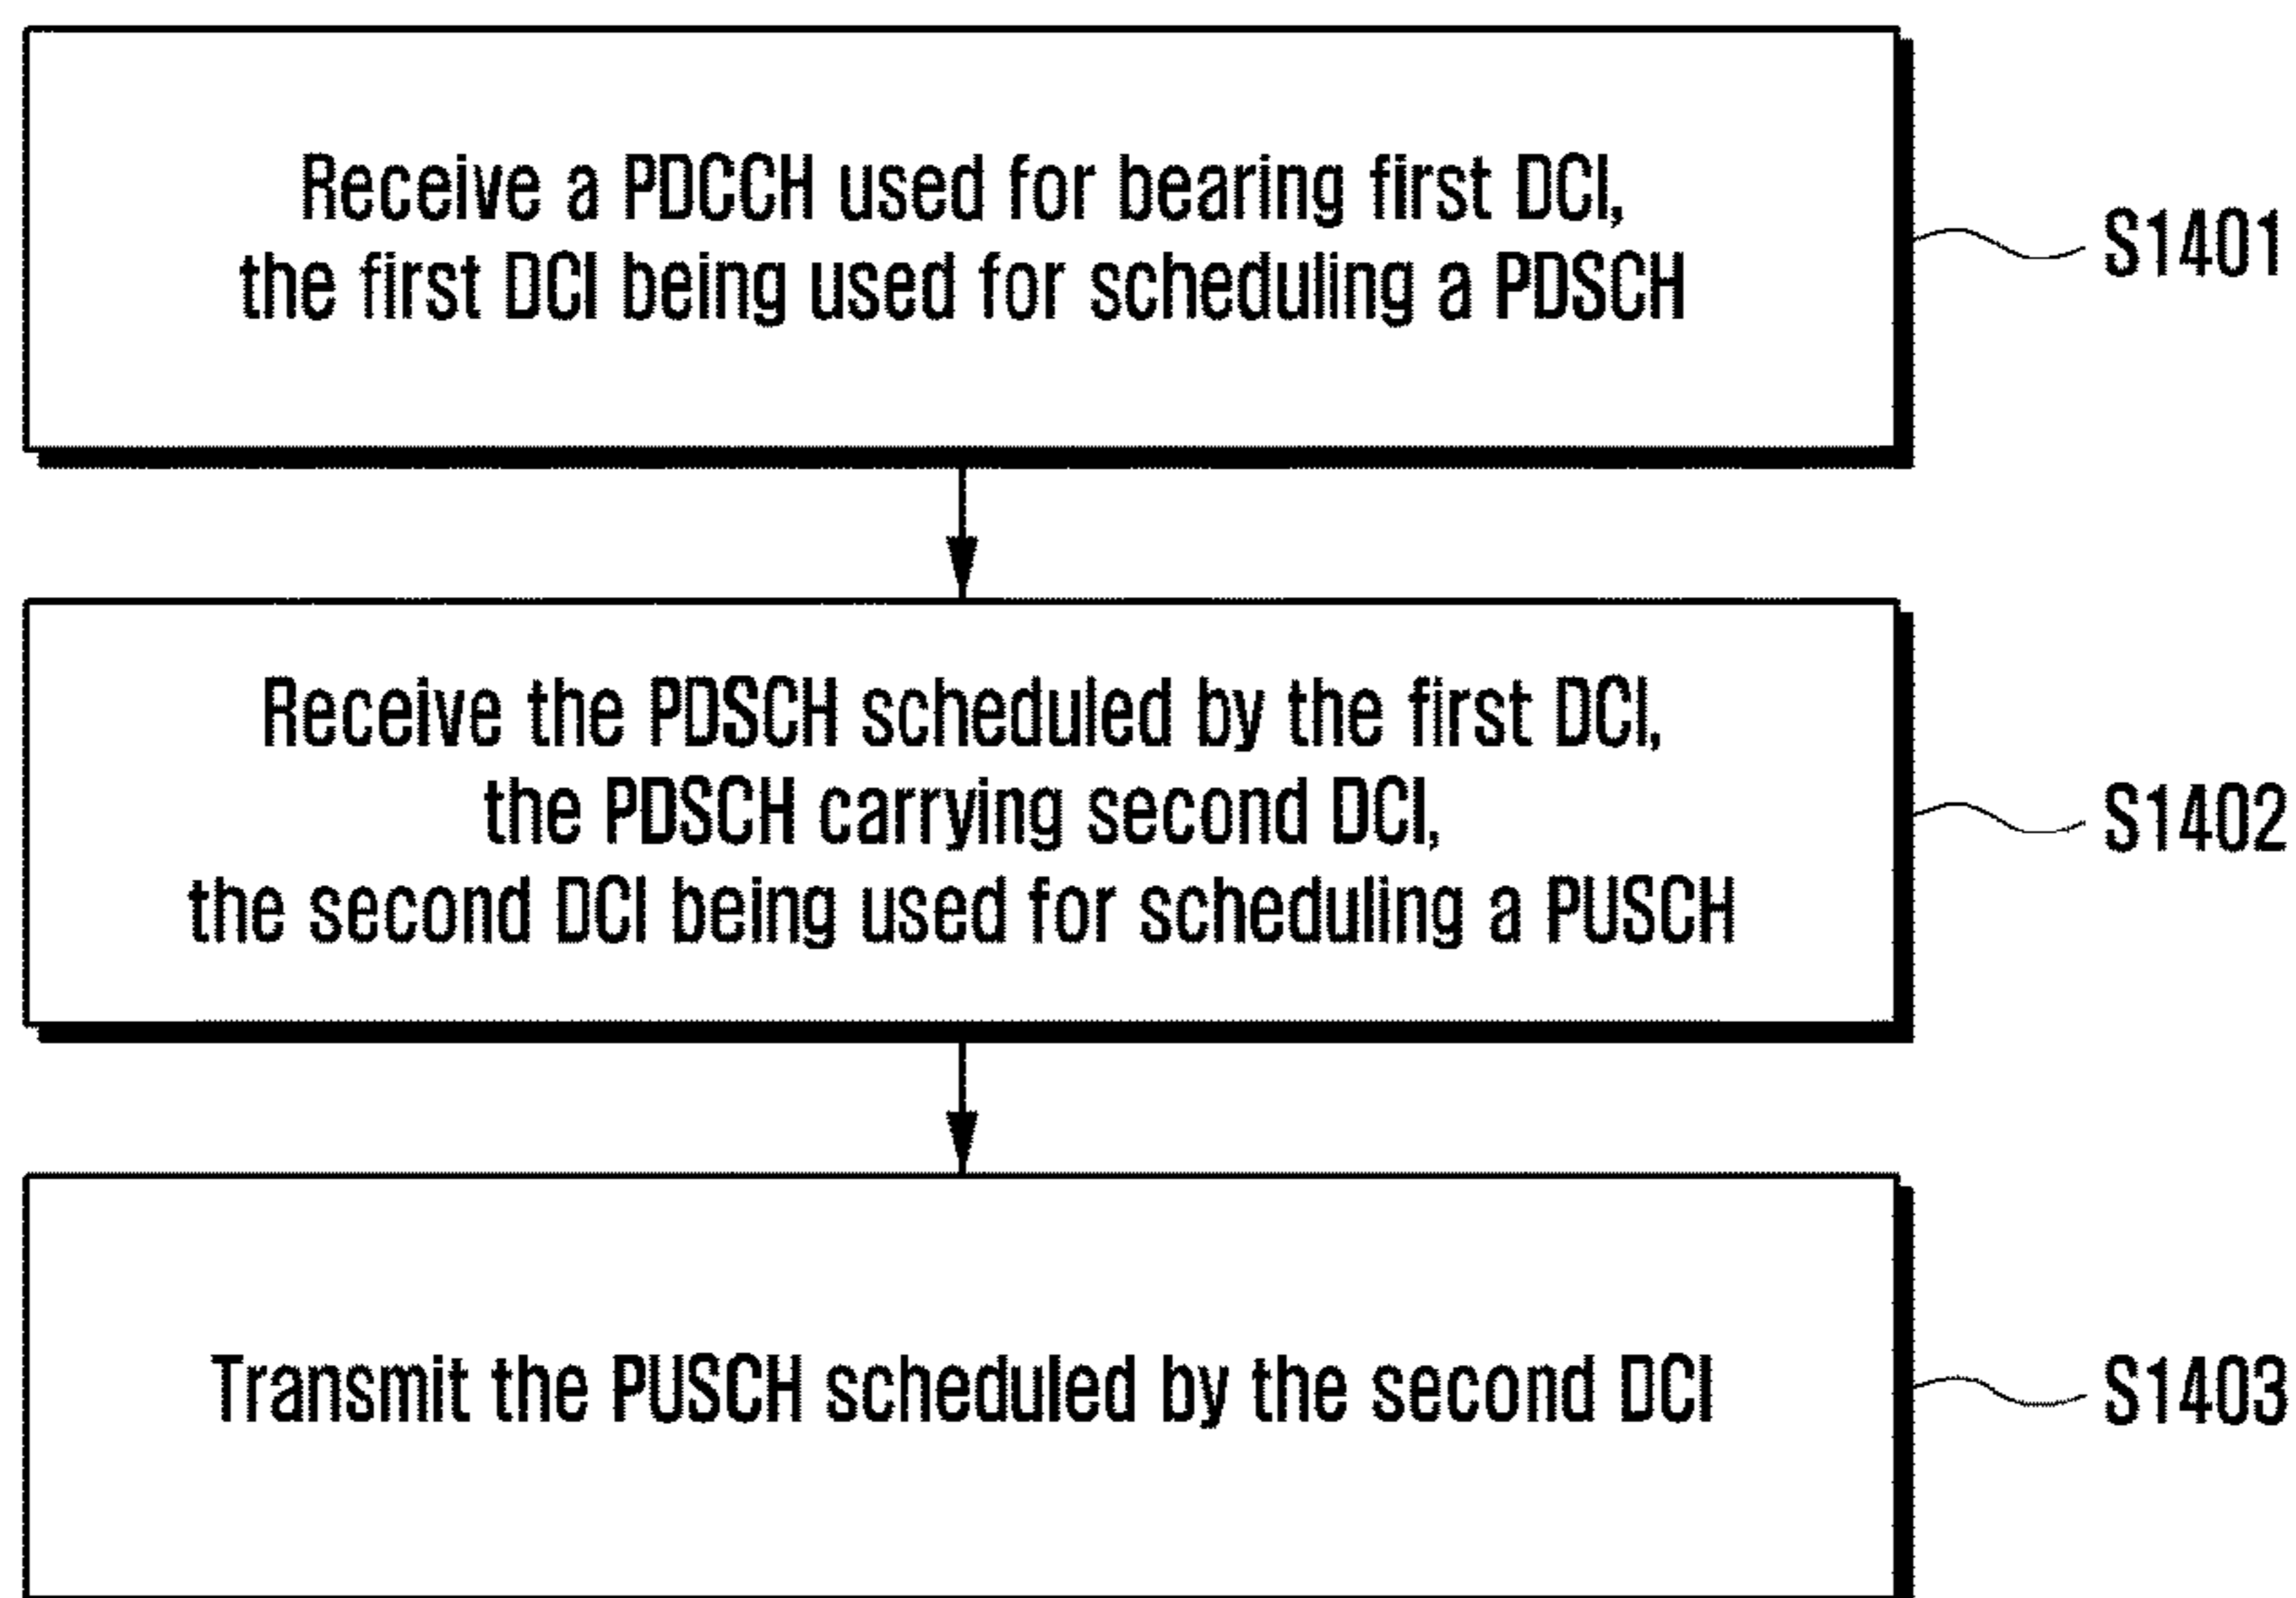 Receive a PDCCH used for bearing first DCI,
the first DCI being used for scheduling a PDSCH
S1401
Receive the PDSCH scheduled by the first DCI,
the PDSCH carrying second DCI,
the second DCI being used for scheduling a PUSCH
S1402
Transmit the PUSCH scheduled by the second DCI
S1403